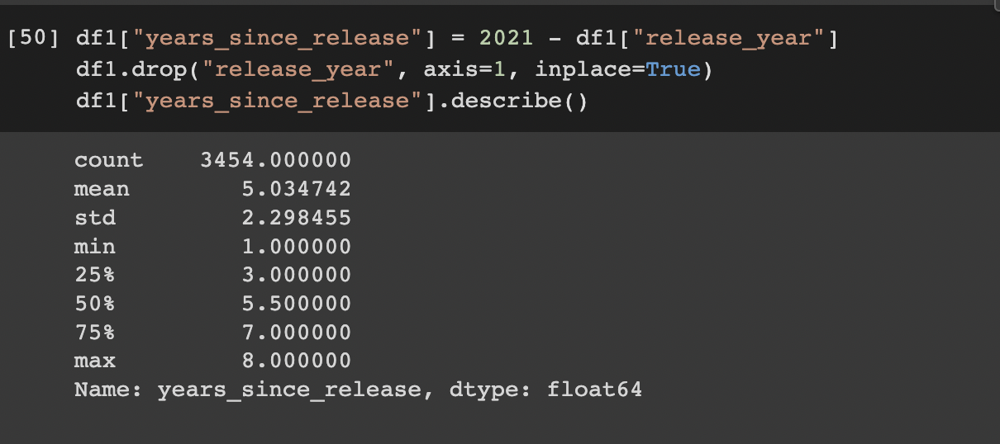 [50] df1["years_since_release"] = 2021 - df1["release_year"]
df1.drop("release_year", axis=1, inplace=True)
df1["years_since_release"].describe()
count 3454.000000
mean 5.034742
std 2.298455
min 1.000000
25% 3.000000
50% 5.500000
75% 7.000000
max 8.000000
Name: years_since_release, dtype: float64